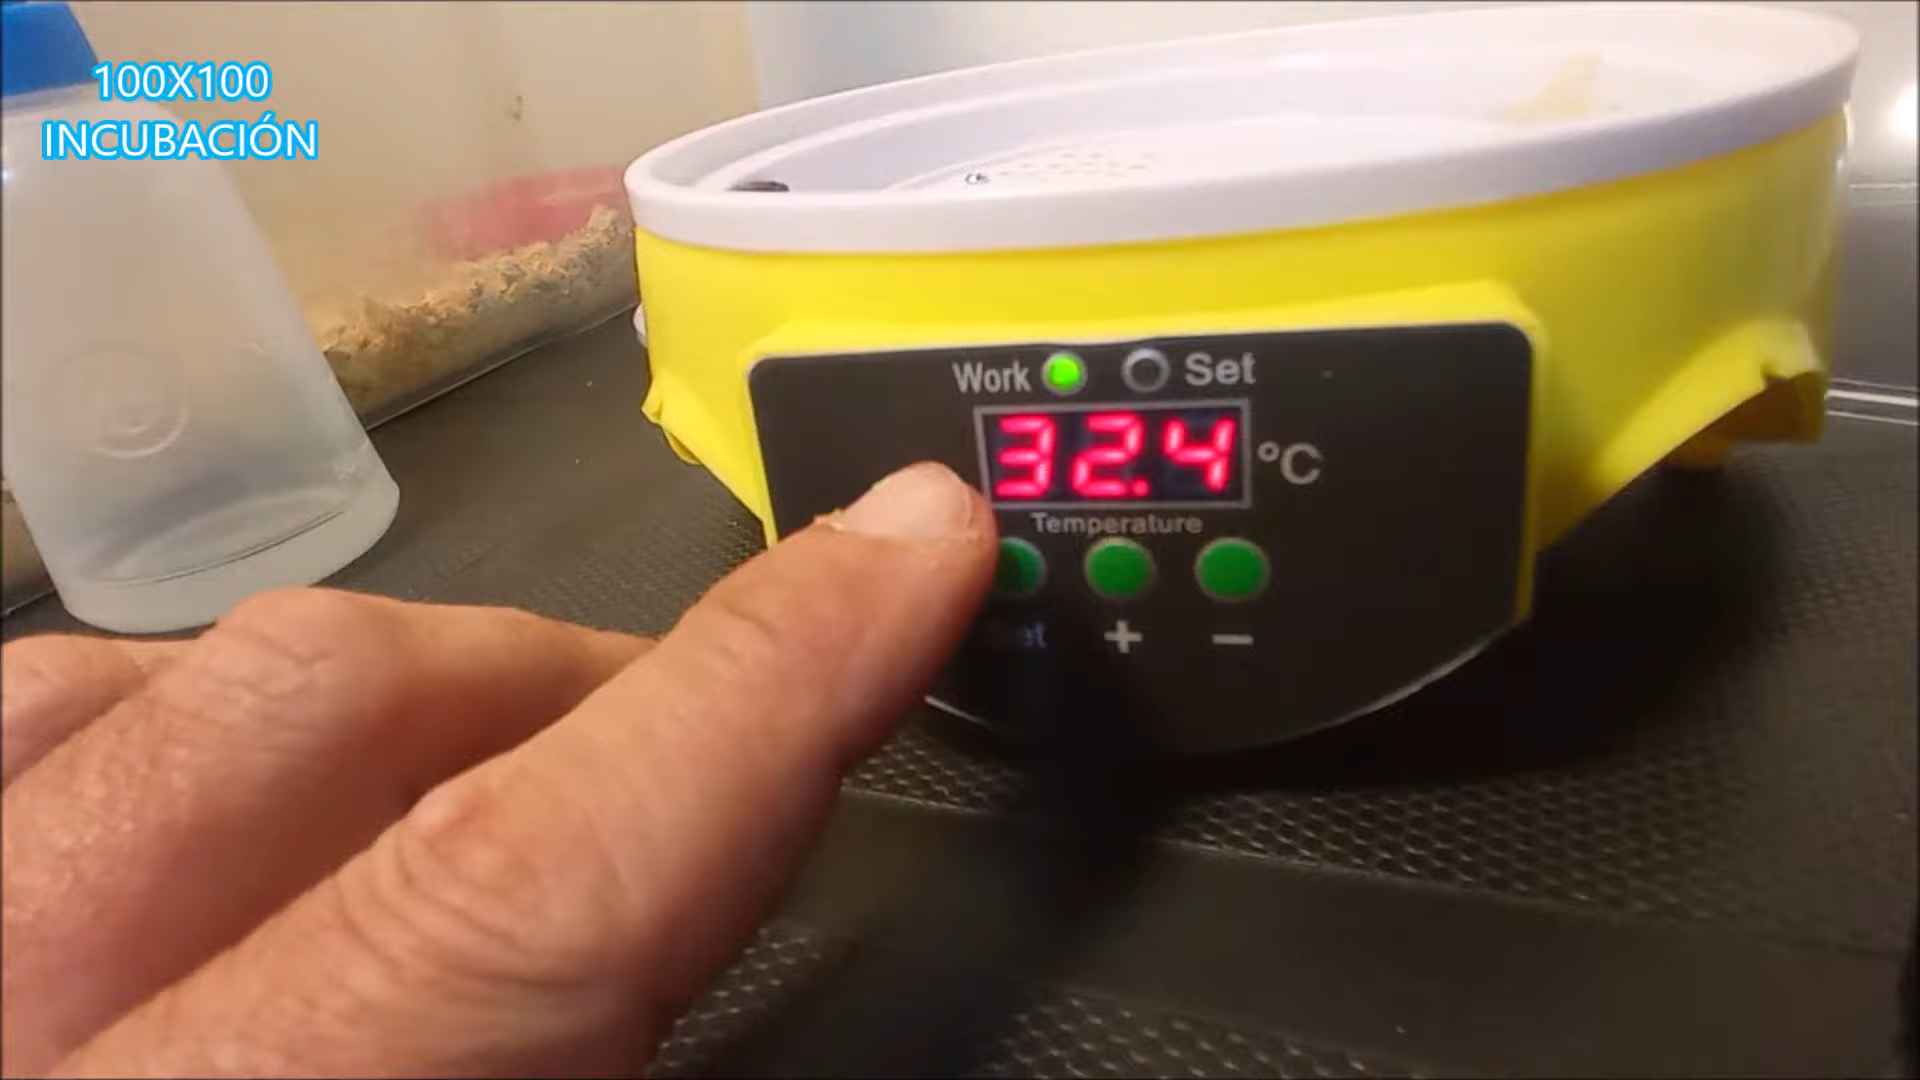 100X100
INCUBACIÓN
Work Set
32.4 °C
Temperature
+ −